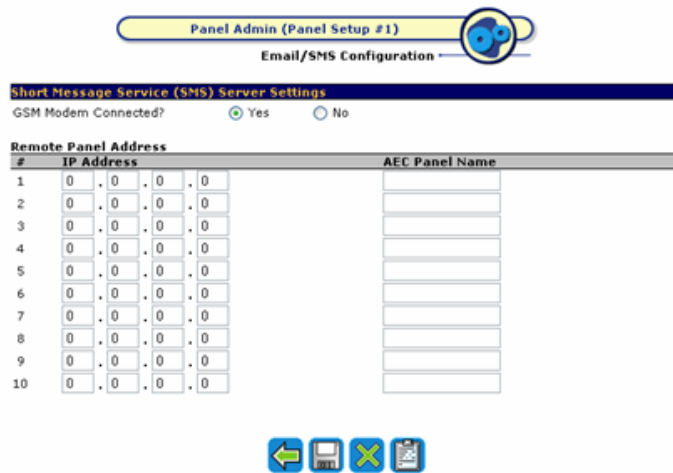 Panel Admin (Panel Setup #1)
Email/SMS Configuration
Short Message Service (SMS) Server Settings
GSM Modem Connected? Yes No
Remote Panel Address
# IP Address AEC Panel Name
1 0 . 0 . 0 . 0
2 0 . 0 . 0 . 0
3 0 . 0 . 0 . 0
4 0 . 0 . 0 . 0
5 0 . 0 . 0 . 0
6 0 . 0 . 0 . 0
7 0 . 0 . 0 . 0
8 0 . 0 . 0 . 0
9 0 . 0 . 0 . 0
10 0 . 0 . 0 . 0